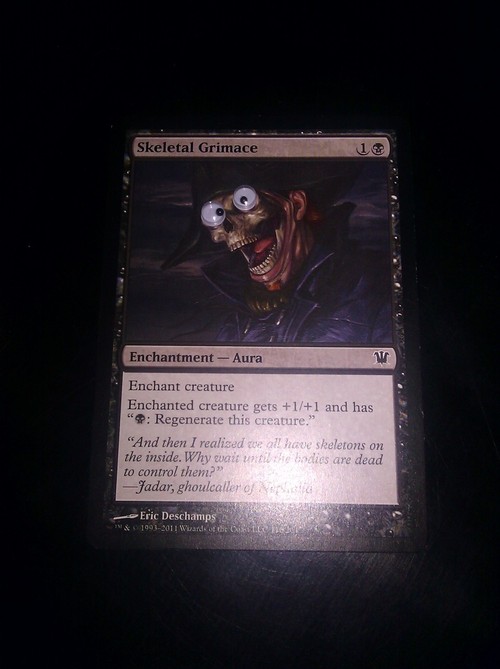 Skeletal Grimace 1
Enchantment — Aura
Enchant creature
Enchanted creature gets +1/+1 and has
“: Regenerate this creature.”
“And then I realized we all have skeletons on
the inside. Why wait until the bodies are dead
to control them?”
—Jadar, ghoulcaller of Nephalia
Eric Deschamps
™ & © 1993–2011 Wizards of the Coast LLC